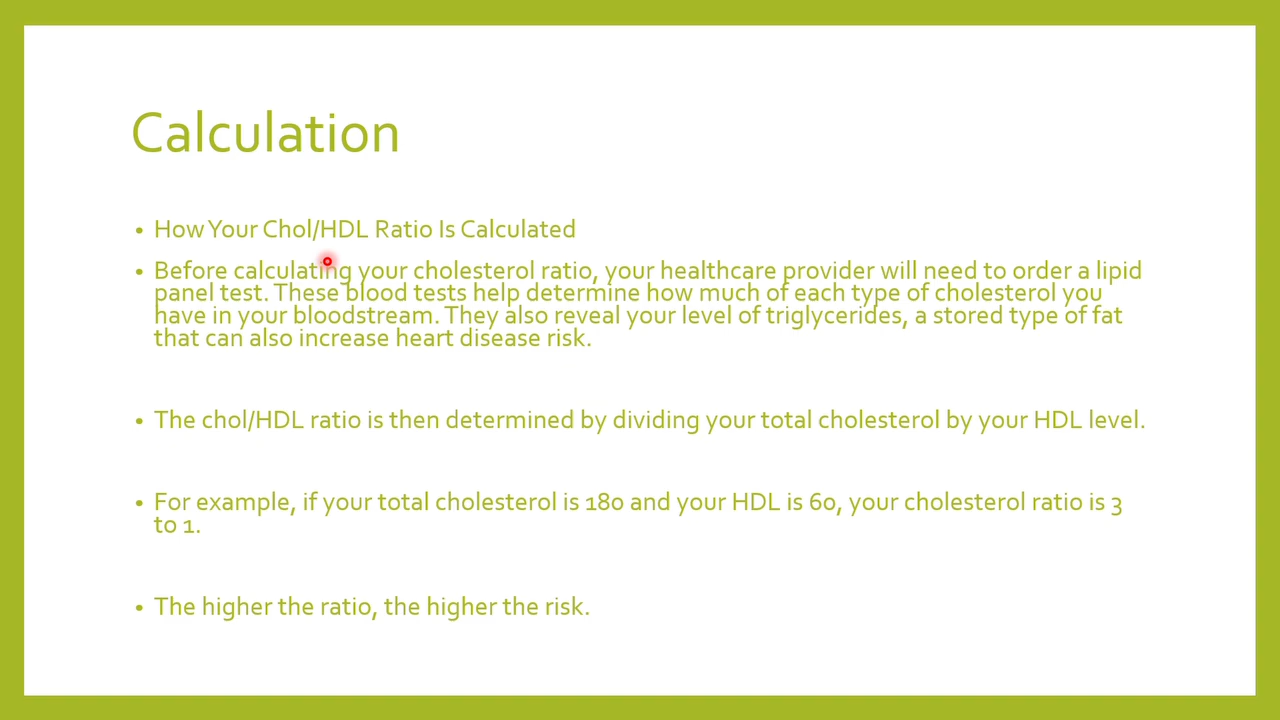 Calculation
• How Your Chol/HDL Ratio Is Calculated
• Before calculating your cholesterol ratio, your healthcare provider will need to order a lipid
panel test. These blood tests help determine how much of each type of cholesterol you
have in your bloodstream. They also reveal your level of triglycerides, a stored type of fat
that can also increase heart disease risk.
• The chol/HDL ratio is then determined by dividing your total cholesterol by your HDL level.
• For example, if your total cholesterol is 180 and your HDL is 60, your cholesterol ratio is 3
to 1.
• The higher the ratio, the higher the risk.